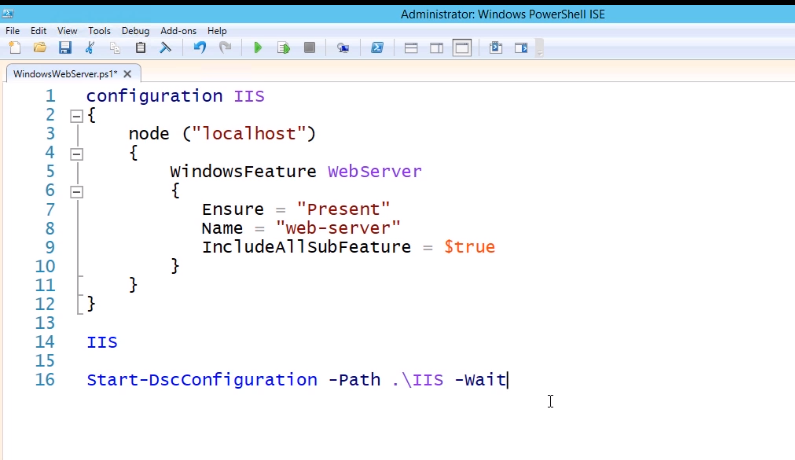 Administrator: Windows PowerShell ISE
File Edit View Tools Debug Add-ons Help
WindowsWebServer.ps1* X
1 configuration IIS
2 {
3 node ("localhost")
4 {
5 WindowsFeature WebServer
6 {
7 Ensure = "Present"
8 Name = "web-server"
9 IncludeAllSubFeature = $true
10 }
11 }
12 }
13
14 IIS
15
16 Start-DscConfiguration -Path .\IIS -Wait